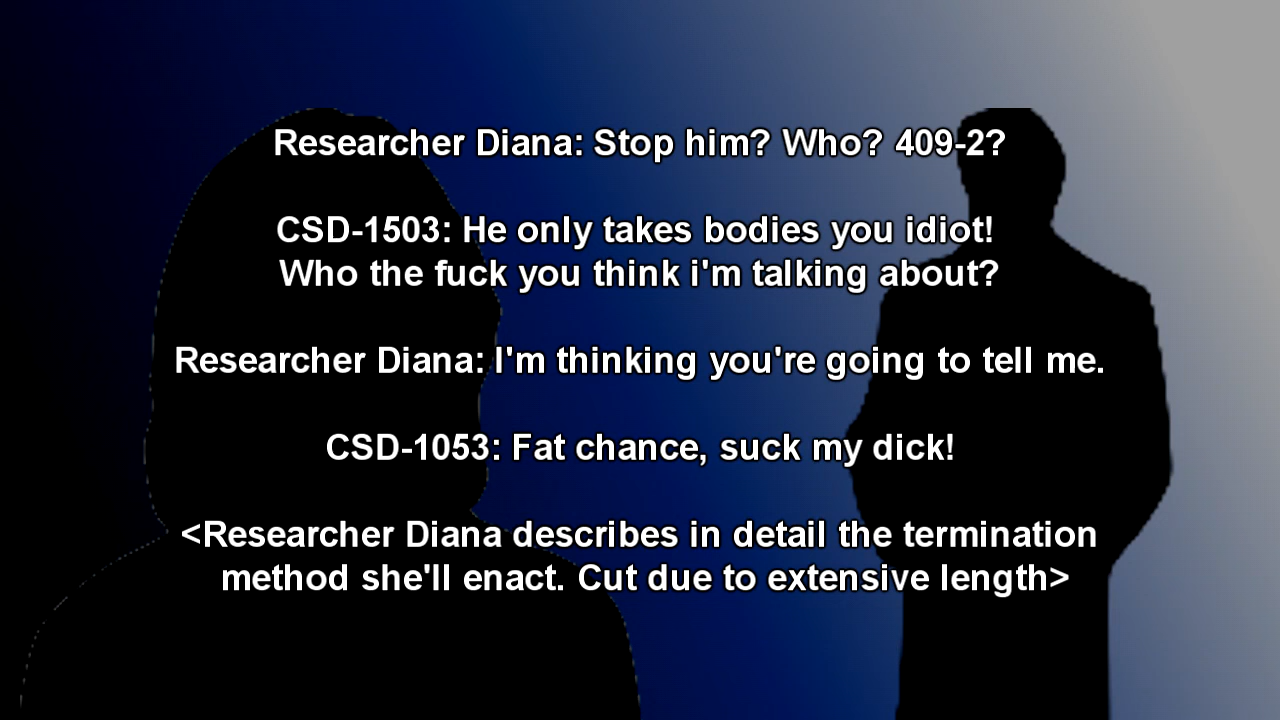 Researcher Diana: Stop him? Who? 409-2?
CSD-1503: He only takes bodies you idiot!
Who the fuck you think i'm talking about?
Researcher Diana: I'm thinking you're going to tell me.
CSD-1053: Fat chance, suck my dick!
<Researcher Diana describes in detail the termination
method she'll enact. Cut due to extensive length>